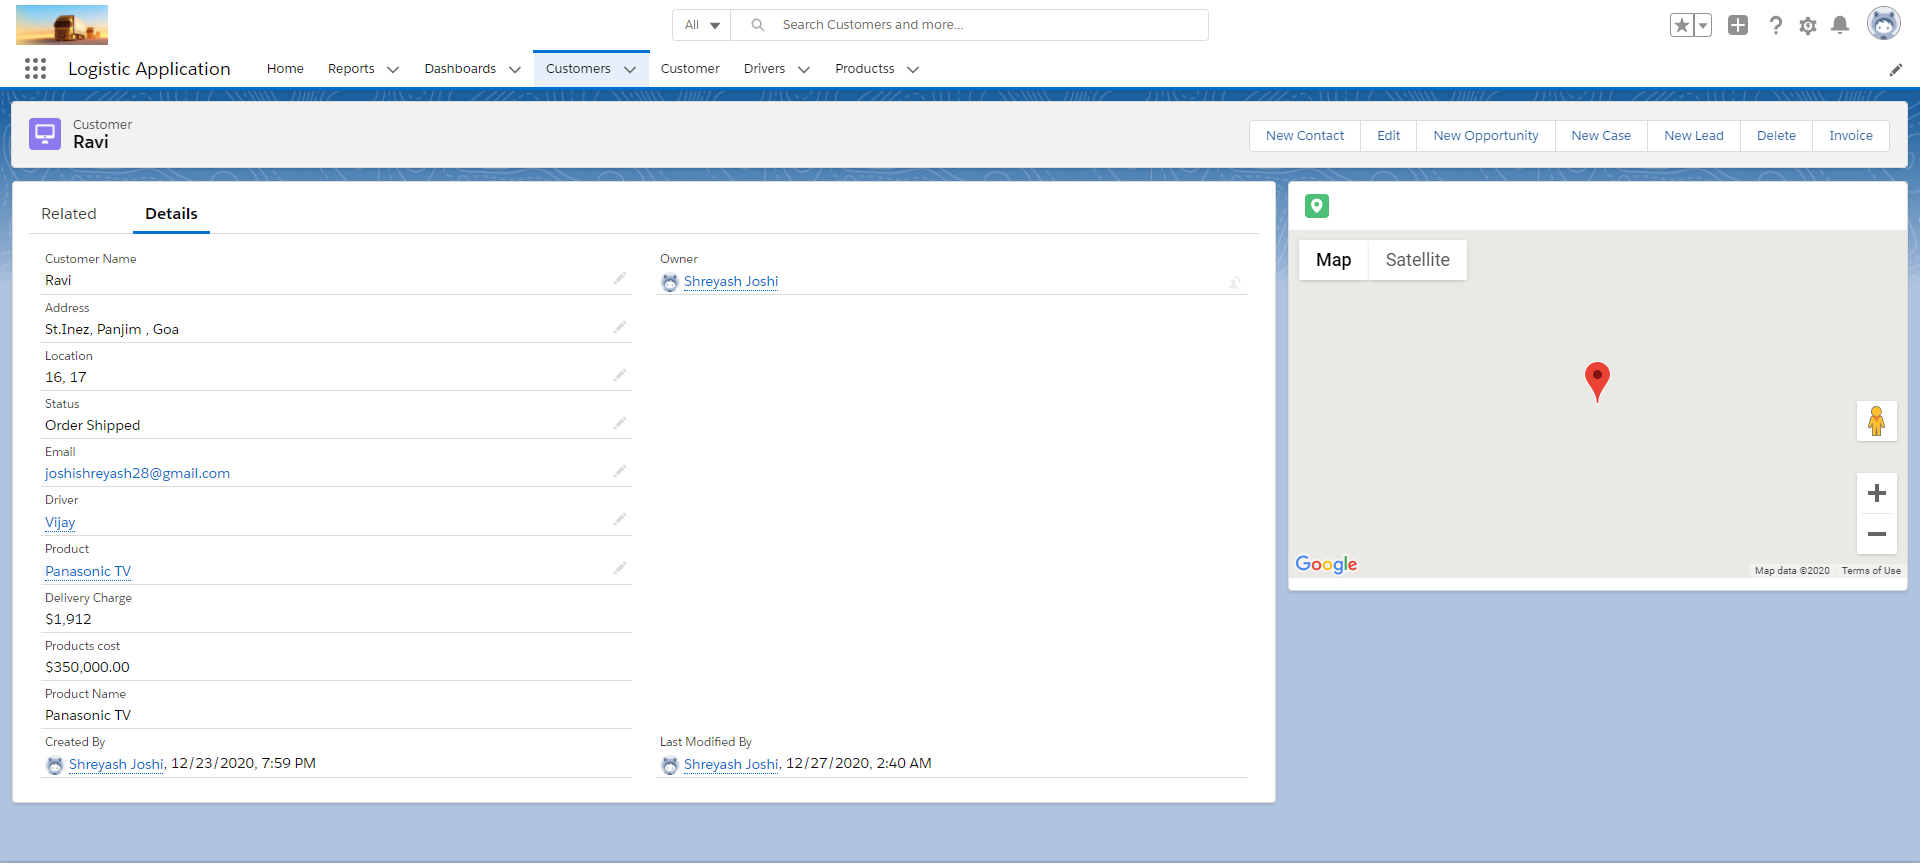 All
Search Customers and more...
Logistic Application
Home
Reports
Dashboards
Customers
Customer
Drivers
Productss
Customer
Ravi
New Contact
Edit
New Opportunity
New Case
New Lead
Delete
Invoice
Related
Details
Customer Name
Ravi
Owner
Shreyash Joshi
Address
St.Inez, Panjim , Goa
Location
16, 17
Status
Order Shipped
Email
joshishreyash28@gmail.com
Driver
Vijay
Product
Panasonic TV
Delivery Charge
$1,912
Products cost
$350,000.00
Product Name
Panasonic TV
Created By
Shreyash Joshi, 12/23/2020, 7:59 PM
Last Modified By
Shreyash Joshi, 12/27/2020, 2:40 AM
Map
Satellite
Google
Map data ©2020
Terms of Use